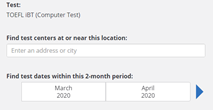 Test:
TOEFL iBT (Computer Test)
Find test centers at or near this location:
Enter an address or city
Find test dates within this 2-month period:
March April
2020 2020